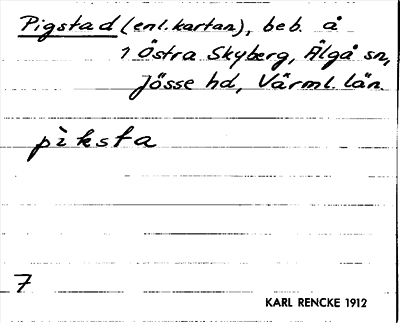 Pigstad (enl. kartan), beb. å
1 Östra Skyberg, Älgå sn,
Jösse hd, Värml. län.
pìksta
7
KARL RENCKE 1912